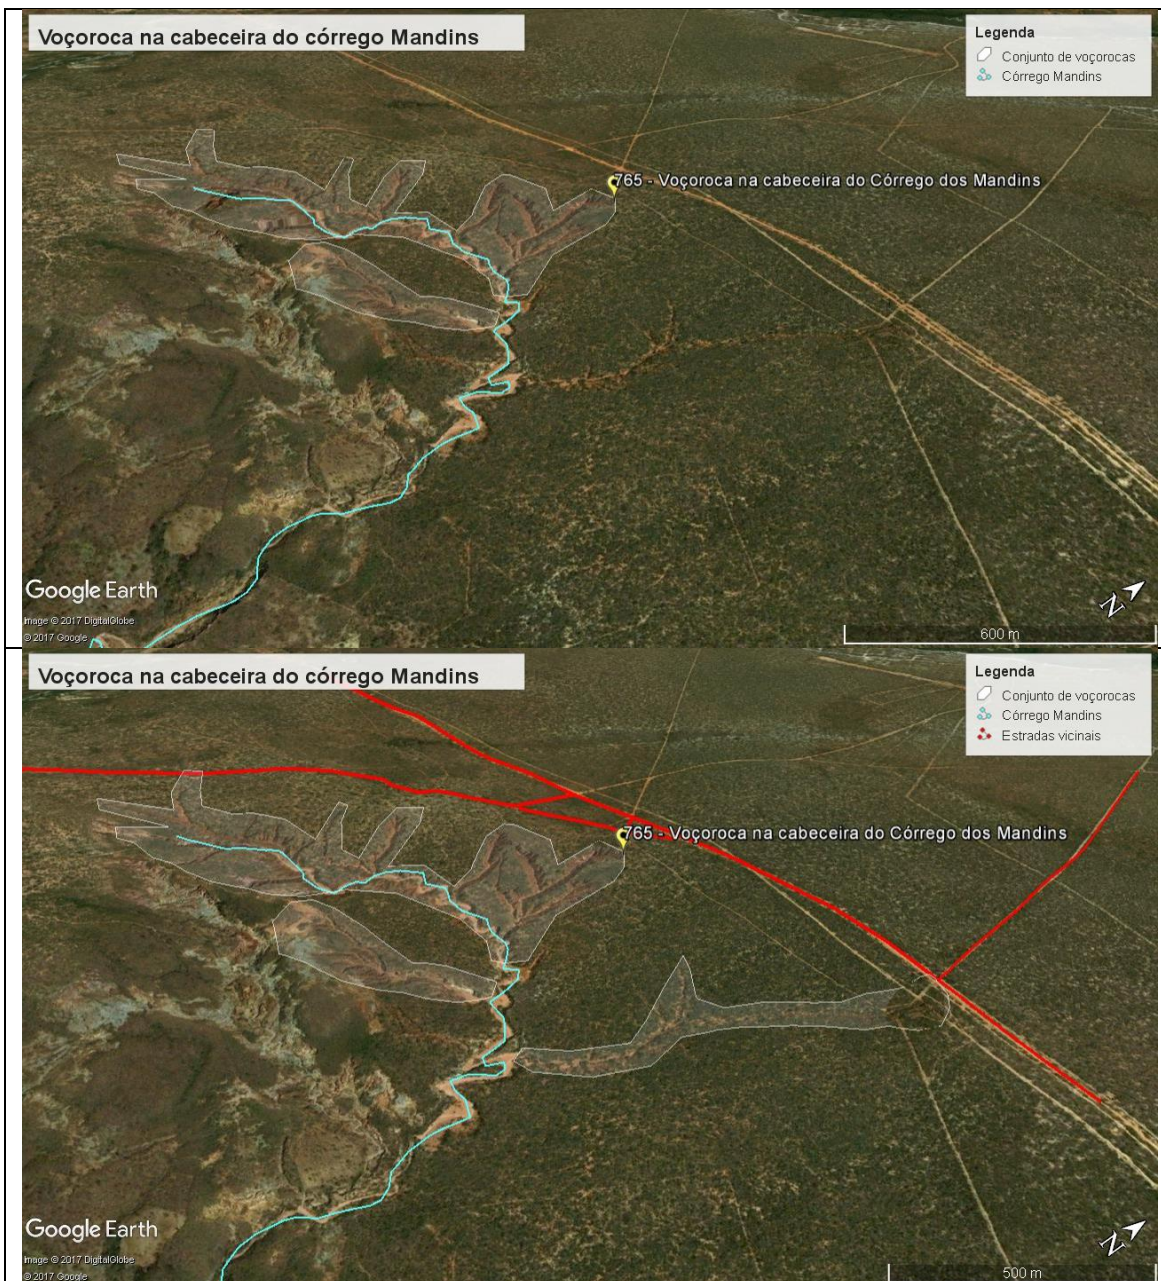 Voçoroca na cabeceira do córrego Mandins
Legenda
Conjunto de voçorocas
Córrego Mandins
765 - Voçoroca na cabeceira do Córrego dos Mandins
Google Earth
Image © 2017 DigitalGlobe
© 2017 Google
N
600 m
Voçoroca na cabeceira do córrego Mandins
Legenda
Conjunto de voçorocas
Córrego Mandins
Estradas vicinais
765 - Voçoroca na cabeceira do Córrego dos Mandins
Google Earth
Image © 2017 DigitalGlobe
© 2017 Google
N
500 m